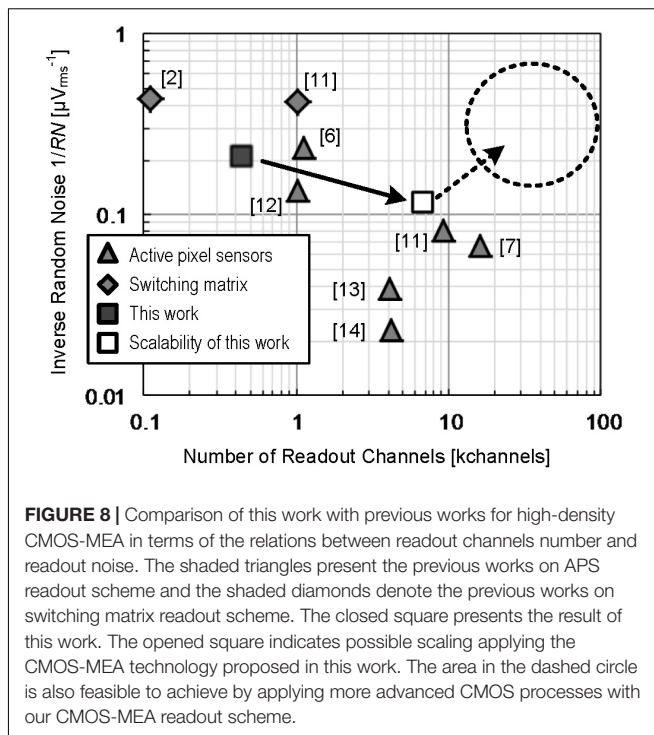 1
[2]
[11]
[6]
[12]
0.1
[11]
[7]
[13]
[14]
Active pixel sensors
Switching matrix
This work
Scalability of this work
0.01
0.1
1
10
100
Inverse Random Noise 1/RN [µVrms⁻¹]
Number of Readout Channels [kchannels]
FIGURE 8 | Comparison of this work with previous works for high-density
CMOS-MEA in terms of the relations between readout channels number and
readout noise. The shaded triangles present the previous works on APS
readout scheme and the shaded diamonds denote the previous works on
switching matrix readout scheme. The closed square presents the result of
this work. The opened square indicates possible scaling applying the
CMOS-MEA technology proposed in this work. The area in the dashed circle
is also feasible to achieve by applying more advanced CMOS processes with
our CMOS-MEA readout scheme.